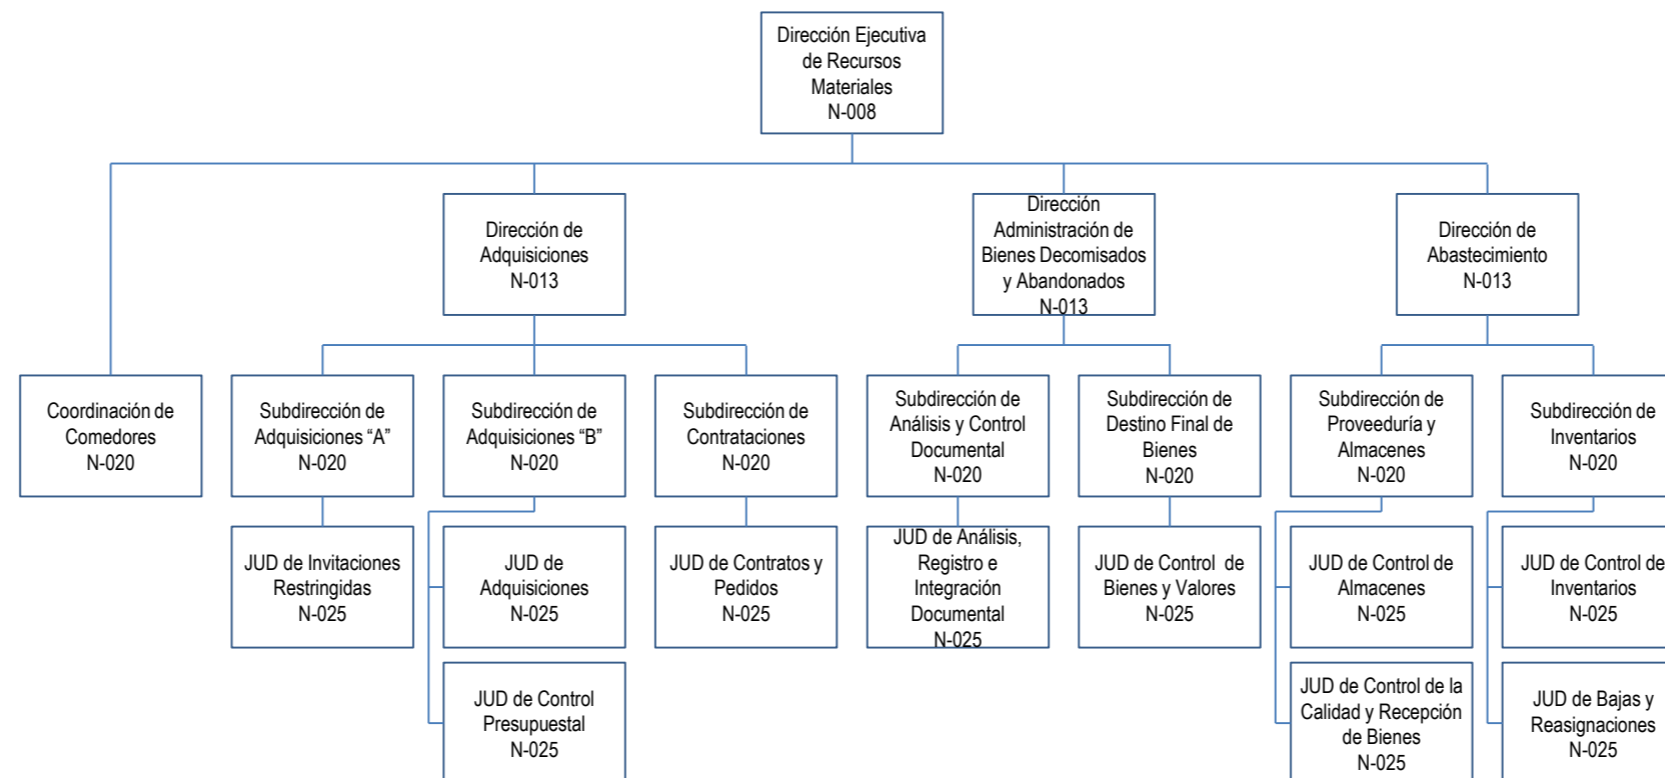 Dirección Ejecutiva
de Recursos
Materiales
N-008
Dirección de
Adquisiciones
N-013
Dirección
Administración de
Bienes Decomisados
y Abandonados
N-013
Dirección de
Abastecimiento
N-013
Coordinación de
Comedores
N-020
Subdirección de
Adquisiciones “A”
N-020
Subdirección de
Adquisiciones “B”
N-020
Subdirección de
Contrataciones
N-020
Subdirección de
Análisis y Control
Documental
N-020
Subdirección de
Destino Final de
Bienes
N-020
Subdirección de
Proveeduría y
Almacenes
N-020
Subdirección de
Inventarios
N-020
JUD de Invitaciones
Restringidas
N-025
JUD de
Adquisiciones
N-025
JUD de Contratos y
Pedidos
N-025
JUD de Análisis,
Registro e
Integración
Documental
N-025
JUD de Control de
Bienes y Valores
N-025
JUD de Control de
Almacenes
N-025
JUD de Control de
Inventarios
N-025
JUD de Control
Presupuestal
N-025
JUD de Control de la
Calidad y Recepción
de Bienes
N-025
JUD de Bajas y
Reasignaciones
N-025